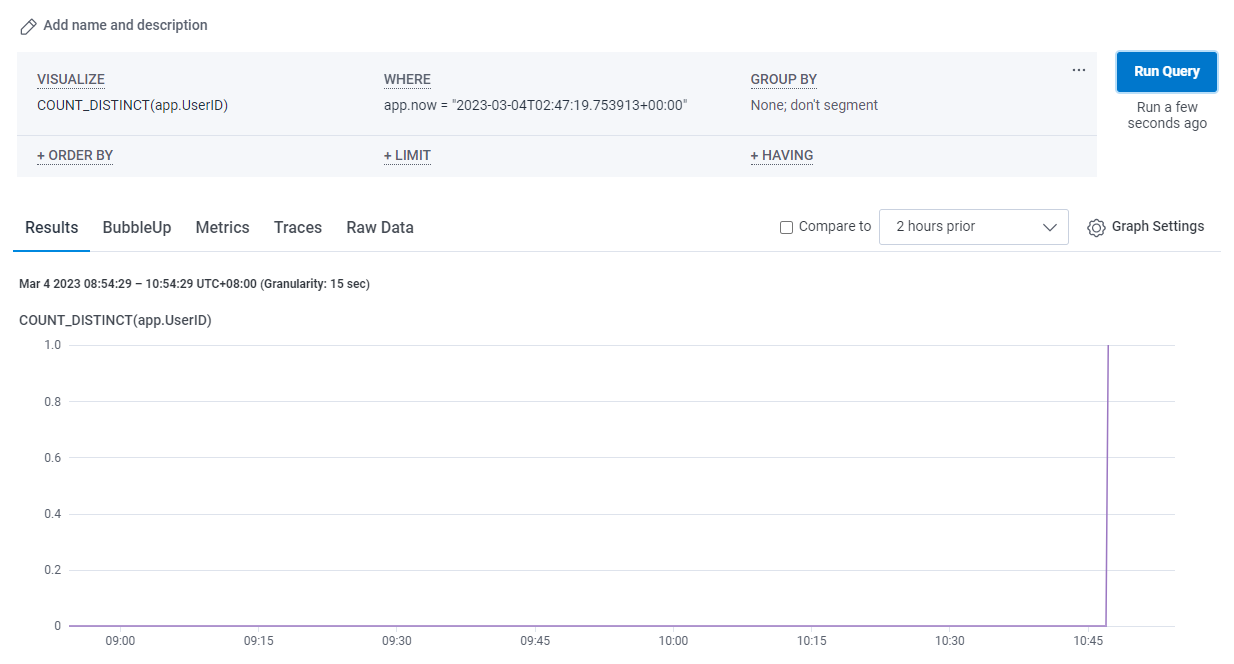 Add name and description
VISUALIZE
COUNT_DISTINCT(app.UserID)
WHERE
app.now = "2023-03-04T02:47:19.753913+00:00"
GROUP BY
None; don't segment
...
Run Query
Run a few
seconds ago
+ ORDER BY
+ LIMIT
+ HAVING
Results
BubbleUp
Metrics
Traces
Raw Data
Compare to
2 hours prior
Graph Settings
Mar 4 2023 08:54:29 – 10:54:29 UTC+08:00 (Granularity: 15 sec)
COUNT_DISTINCT(app.UserID)
1.0
0.8
0.6
0.4
0.2
0
09:00
09:15
09:30
09:45
10:00
10:15
10:30
10:45